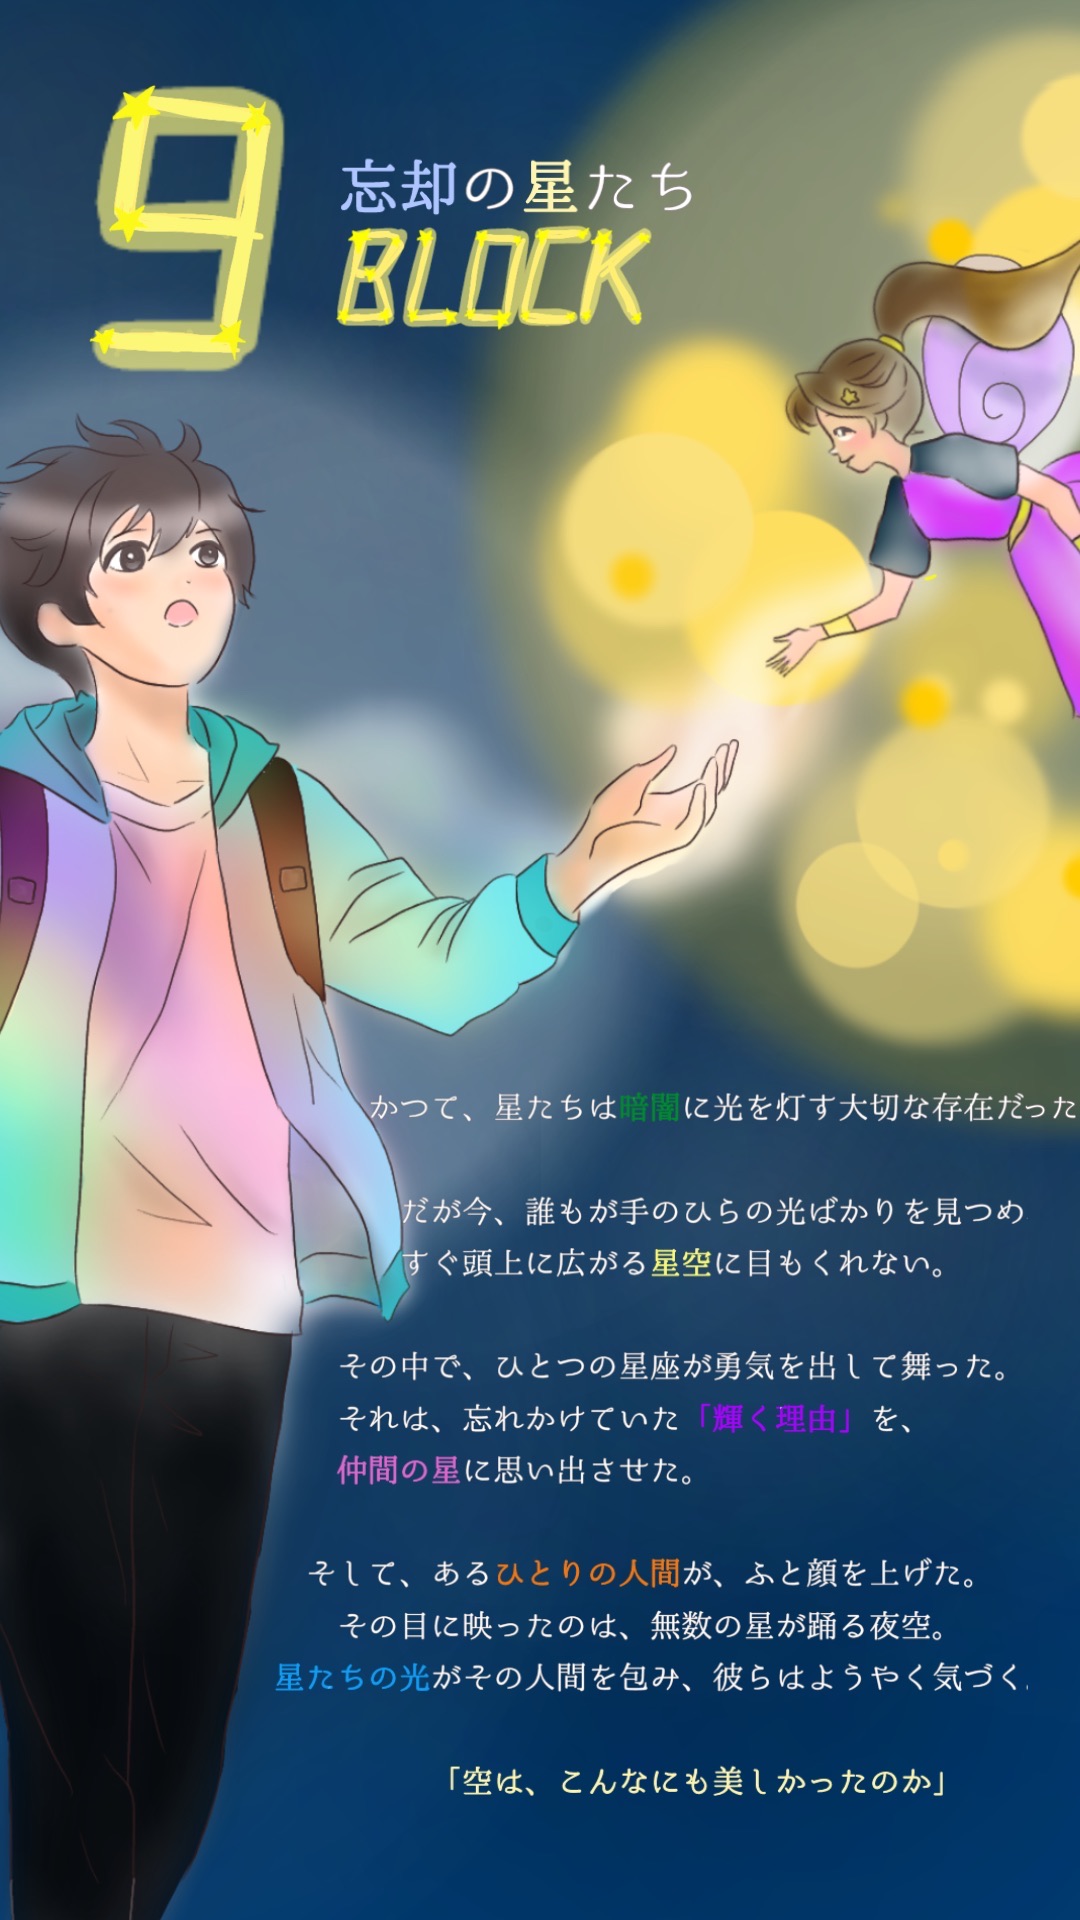 9
忘却の星たち
BLOCK
かつて、星たちは暗闇に光を灯す大切な存在だった
だが今、誰もが手のひらの光ばかりを見つめ
すぐ頭上に広がる星空に目もくれない。
その中で、ひとつの星座が勇気を出して舞った。
それは、忘れかけていた「輝く理由」を、
仲間の星に思い出させた。
そして、あるひとりの人間が、ふと顔を上げた。
その目に映ったのは、無数の星が踊る夜空。
星たちの光がその人間を包み、彼らはようやく気づく.
「空は、こんなにも美しかったのか」